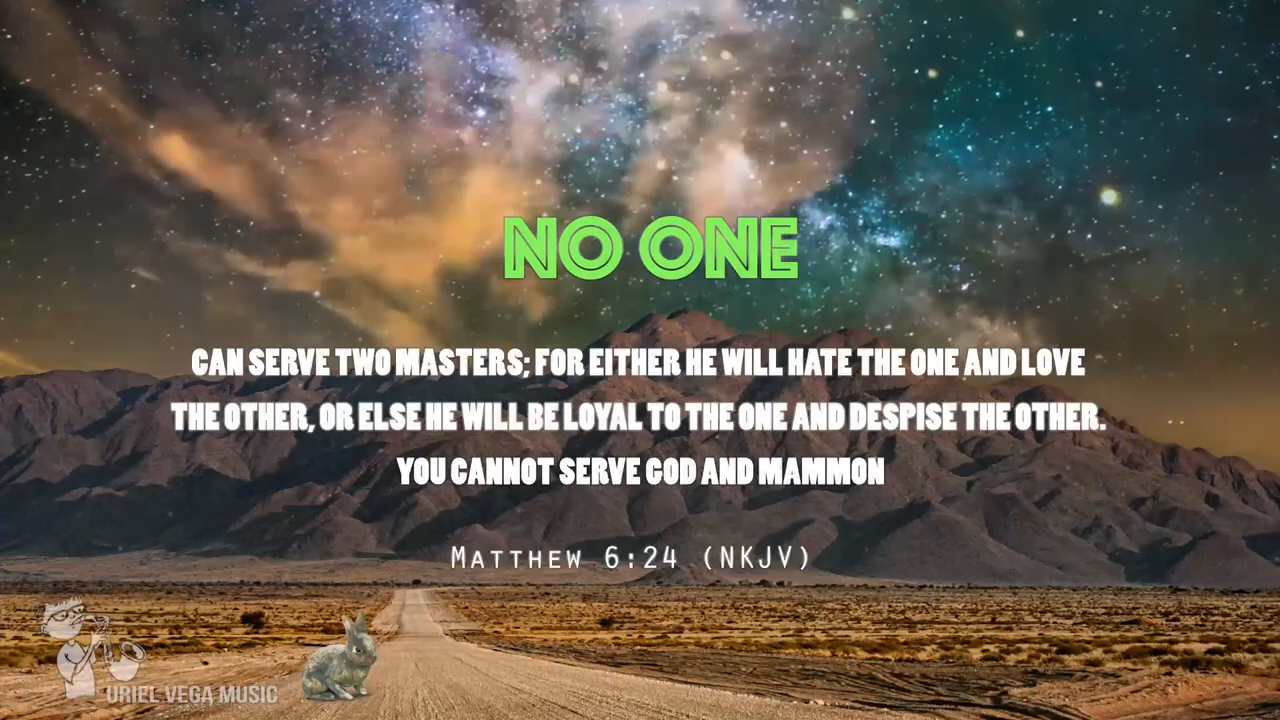 NO ONE
CAN SERVE TWO MASTERS; FOR EITHER HE WILL HATE THE ONE AND LOVE
THE OTHER, OR ELSE HE WILL BE LOYAL TO THE ONE AND DESPISE THE OTHER.
YOU CANNOT SERVE GOD AND MAMMON
MATTHEW 6:24 (NKJV)
URIEL VEGA MUSIC